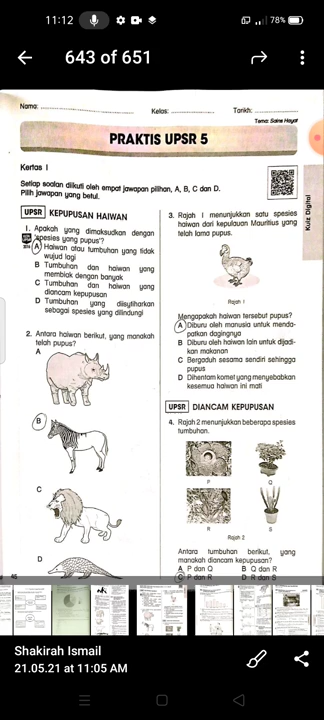 11:12
78%
643 of 651
Nama:
Kelas:
Tarikh:
Tema: Sains Hayat
PRAKTIS UPSR 5
Kertas 1
Setiap soalan diikuti oleh empat jawapan pilihan, A, B, C dan D.
Pilih jawapan yang betul.
Kuiz Digital
UPSR KEPUPUSAN HAIWAN
1. Apakah yang dimaksudkan dengan
'spesies yang pupus'?
A Haiwan atau tumbuhan yang tidak
wujud lagi
B Tumbuhan dan haiwan yang
membiak dengan banyak
C Tumbuhan dan haiwan yang
diancam kepupusan
D Tumbuhan yang diisytiharkan
sebagai spesies yang dilindungi
2. Antara haiwan berikut, yang manakah
telah pupus?
A
B
C
D
3. Rajah 1 menunjukkan satu spesies
haiwan dari kepulauan Mauritius yang
telah lama pupus.
Rajah 1
Mengapakah haiwan tersebut pupus?
A Diburu oleh manusia untuk menda-
patkan dagingnya
B Diburu oleh haiwan lain untuk dijadi-
kan makanan
C Bergaduh sesama sendiri sehingga
pupus
D Dihentam komet yang menyebabkan
kesemua haiwan ini mati
UPSR DIANCAM KEPUPUSAN
4. Rajah 2 menunjukkan beberapa spesies
tumbuhan.
P
Q
R
S
Rajah 2
Antara tumbuhan berikut, yang
manakah diancam kepupusan?
A P dan Q
B Q dan R
C P dan R
D R dan S
Shakirah Ismail
21.05.21 at 11:05 AM